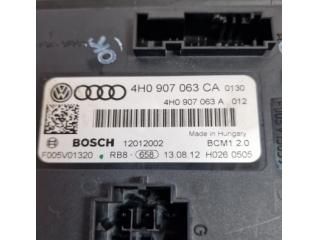 OK
4H0 907 063 CA 0130
4H0 907 063 A 012
Made in Hungary
BOSCH 12012002 BCM1 2.0
F005V01320 RB8- 658 13.08.12 H026 0505